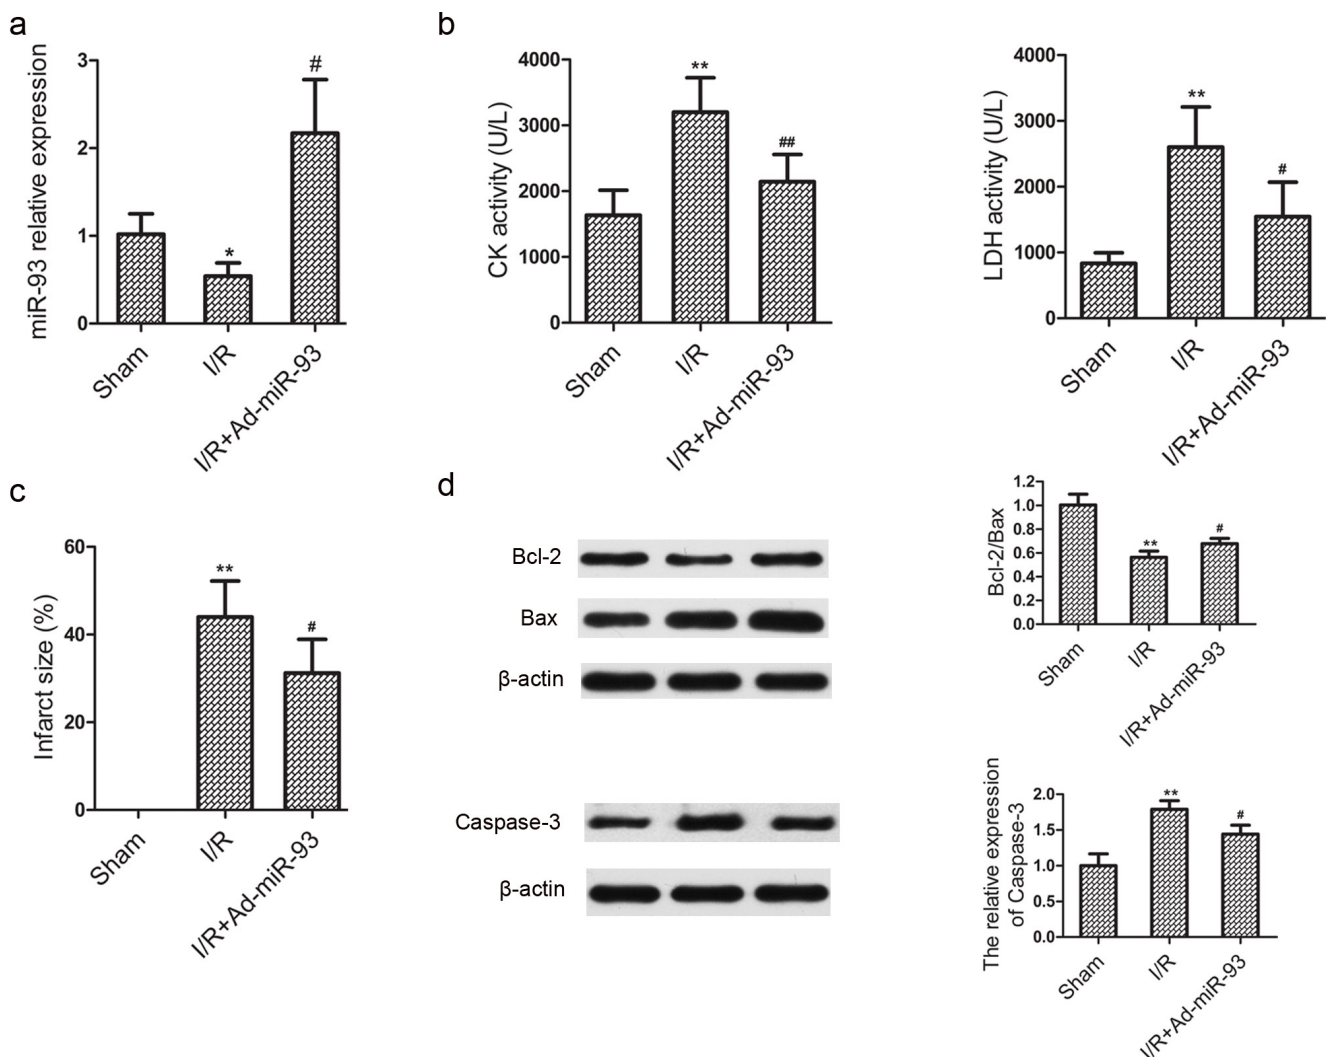 a
miR-93 relative expression
3
2
1
0
#
*
Sham
I/R
I/R+Ad-miR-93
b
CK activity (U/L)
4000
3000
2000
1000
0
**
##
Sham
I/R
I/R+Ad-miR-93
LDH activity (U/L)
4000
3000
2000
1000
0
**
#
Sham
I/R
I/R+Ad-miR-93
c
Infarct size (%)
60
40
20
0
**
#
Sham
I/R
I/R+Ad-miR-93
d
Bcl-2
Bax
β-actin
Caspase-3
β-actin
Bcl-2/Bax
1.2
1.0
0.8
0.6
0.4
0.2
0.0
**
#
Sham
I/R
I/R+Ad-miR-93
The relative expression
of Caspase-3
2.0
1.5
1.0
0.5
0.0
**
#
Sham
I/R
I/R+Ad-miR-93